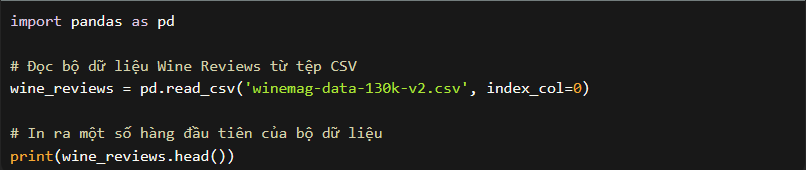 import pandas as pd
# Đọc bộ dữ liệu Wine Reviews từ tệp CSV
wine_reviews = pd.read_csv('winemag-data-130k-v2.csv', index_col=0)
# In ra một số hàng đầu tiên của bộ dữ liệu
print(wine_reviews.head())